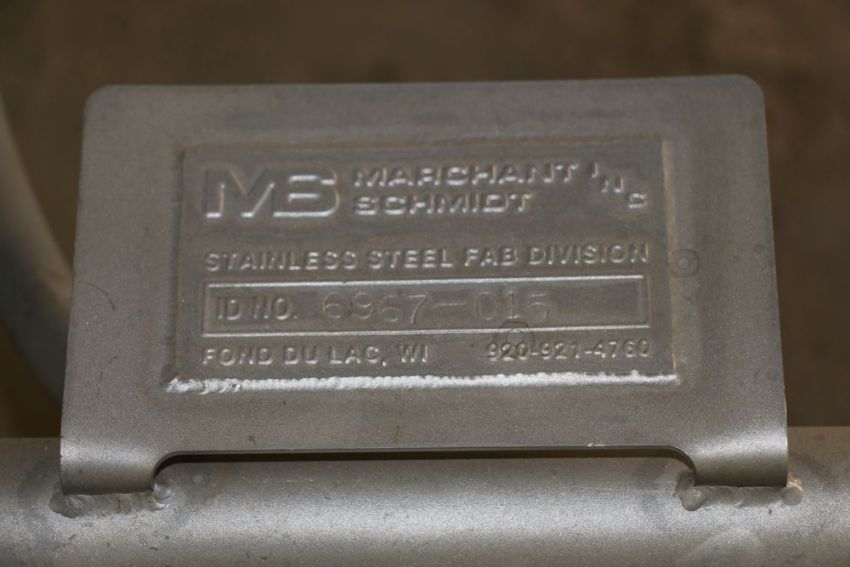 MS MARCHANT INC
SCHMIDT
STAINLESS STEEL FAB DIVISION
ID NO. 6967-015
FOND DU LAC, WI 920-921-4760